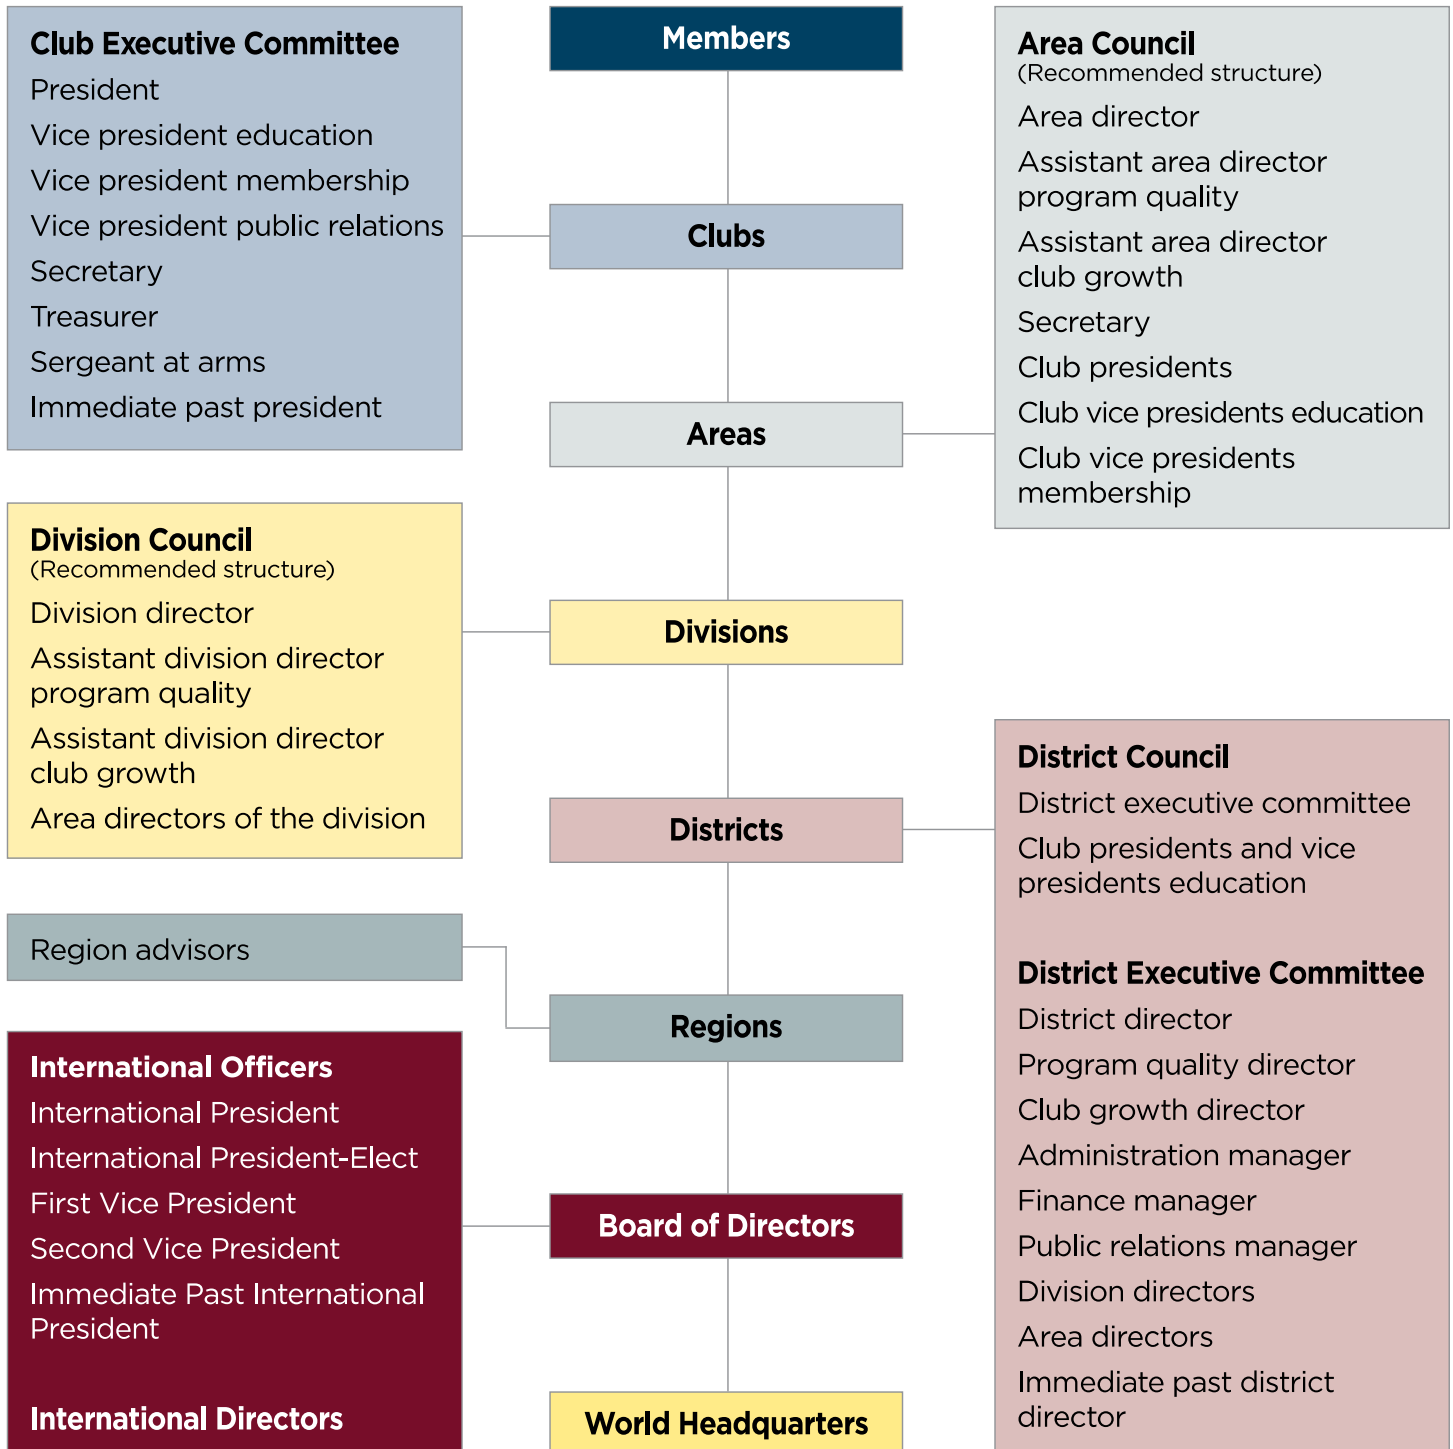 Club Executive Committee
President
Vice president education
Vice president membership
Vice president public relations
Secretary
Treasurer
Sergeant at arms
Immediate past president
Members
Clubs
Areas
Area Council
(Recommended structure)
Area director
Assistant area director
program quality
Assistant area director
club growth
Secretary
Club presidents
Club vice presidents education
Club vice presidents
membership
Division Council
(Recommended structure)
Division director
Assistant division director
program quality
Assistant division director
club growth
Area directors of the division
Divisions
Districts
District Council
District executive committee
Club presidents and vice
presidents education
District Executive Committee
District director
Program quality director
Club growth director
Administration manager
Finance manager
Public relations manager
Division directors
Area directors
Immediate past district
director
Region advisors
Regions
International Officers
International President
International President-Elect
First Vice President
Second Vice President
Immediate Past International
President
International Directors
Board of Directors
World Headquarters